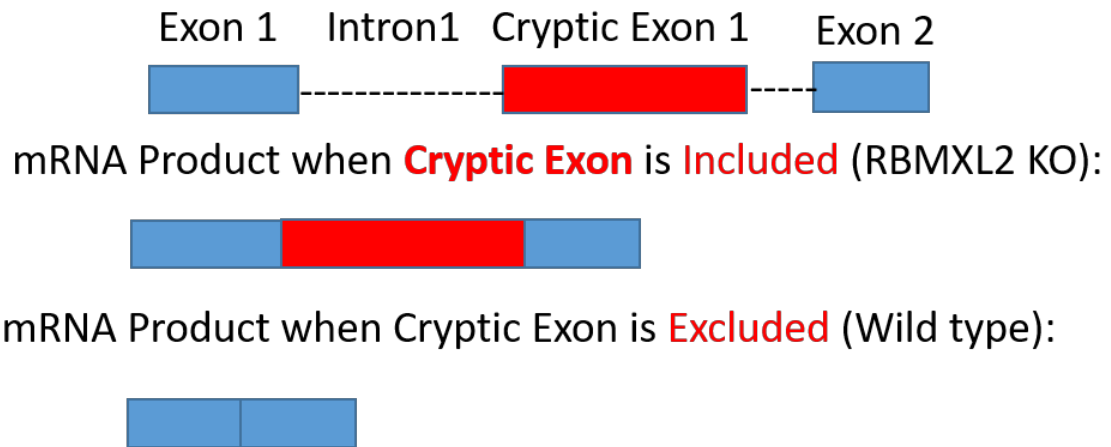 Exon 1 Intron1 Cryptic Exon 1 Exon 2
mRNA Product when Cryptic Exon is Included (RBMXL2 KO):
mRNA Product when Cryptic Exon is Excluded (Wild type):